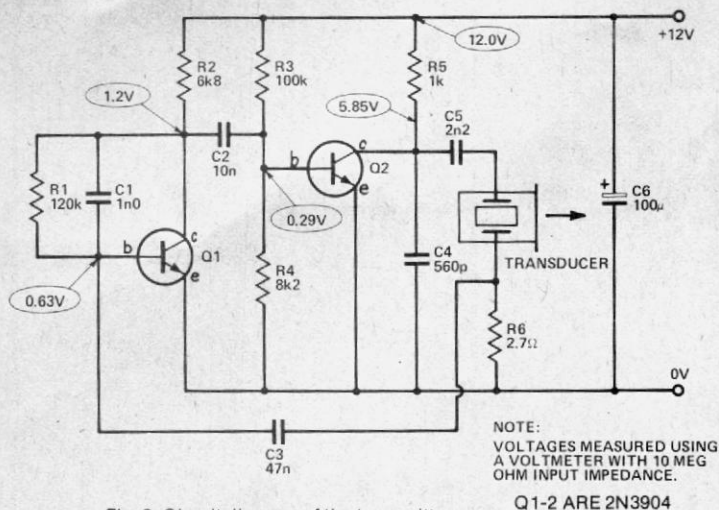 12.0V
+12V
R2
6k8
R3
100k
R5
1k
1.2V
5.85V
C5
2n2
C2
10n
R1
120k
C1
1n0
b
c
Q2
e
C6
100µ
+
0.29V
TRANSDUCER
b
c
Q1
e
R4
8k2
C4
560p
0.63V
R6
2.7Ω
0V
C3
47n
NOTE:
VOLTAGES MEASURED USING
A VOLTMETER WITH 10 MEG
OHM INPUT IMPEDANCE.
Q1-2 ARE 2N3904